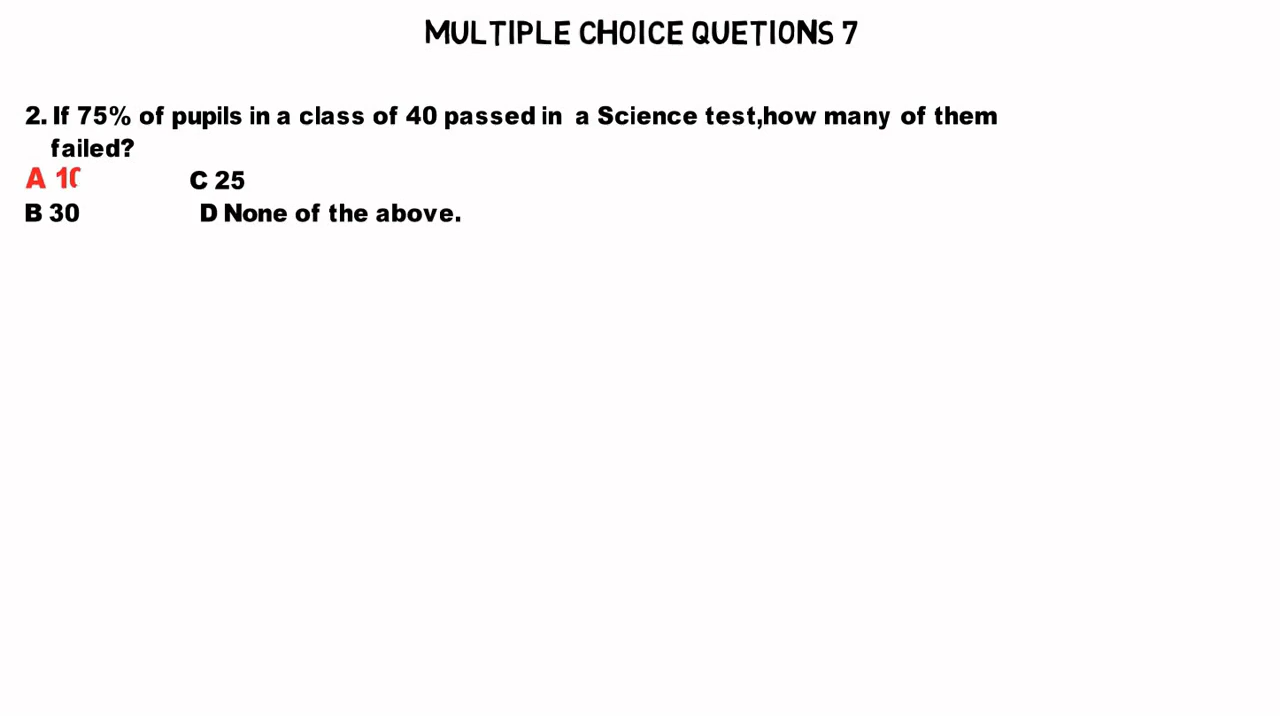 MULTIPLE CHOICE QUETIONS 7
2. If 75% of pupils in a class of 40 passed in a Science test,how many of them
failed?
A 10 C 25
B 30 D None of the above.